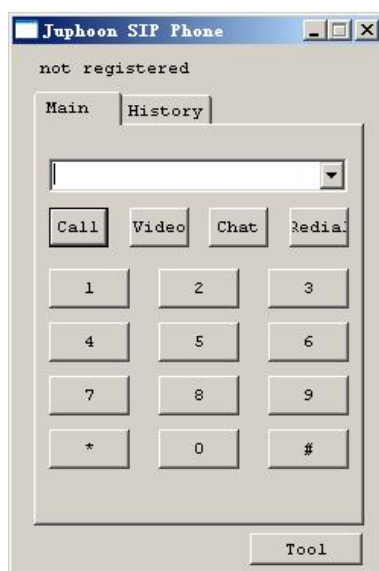 Juphoon SIP Phone
not registered
Main History
Call Video Chat Redial
1 2 3
4 5 6
7 8 9
* 0 #
Tool